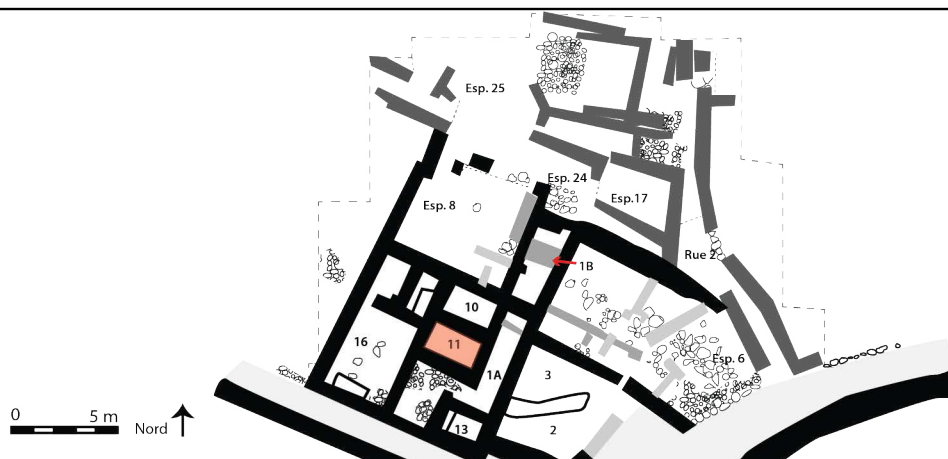 Esp. 25
Esp. 24
Esp.17
Esp. 8
Rue 2
1B
10
11
16
1A
3
Esp. 6
13
2
0 5 m
Nord